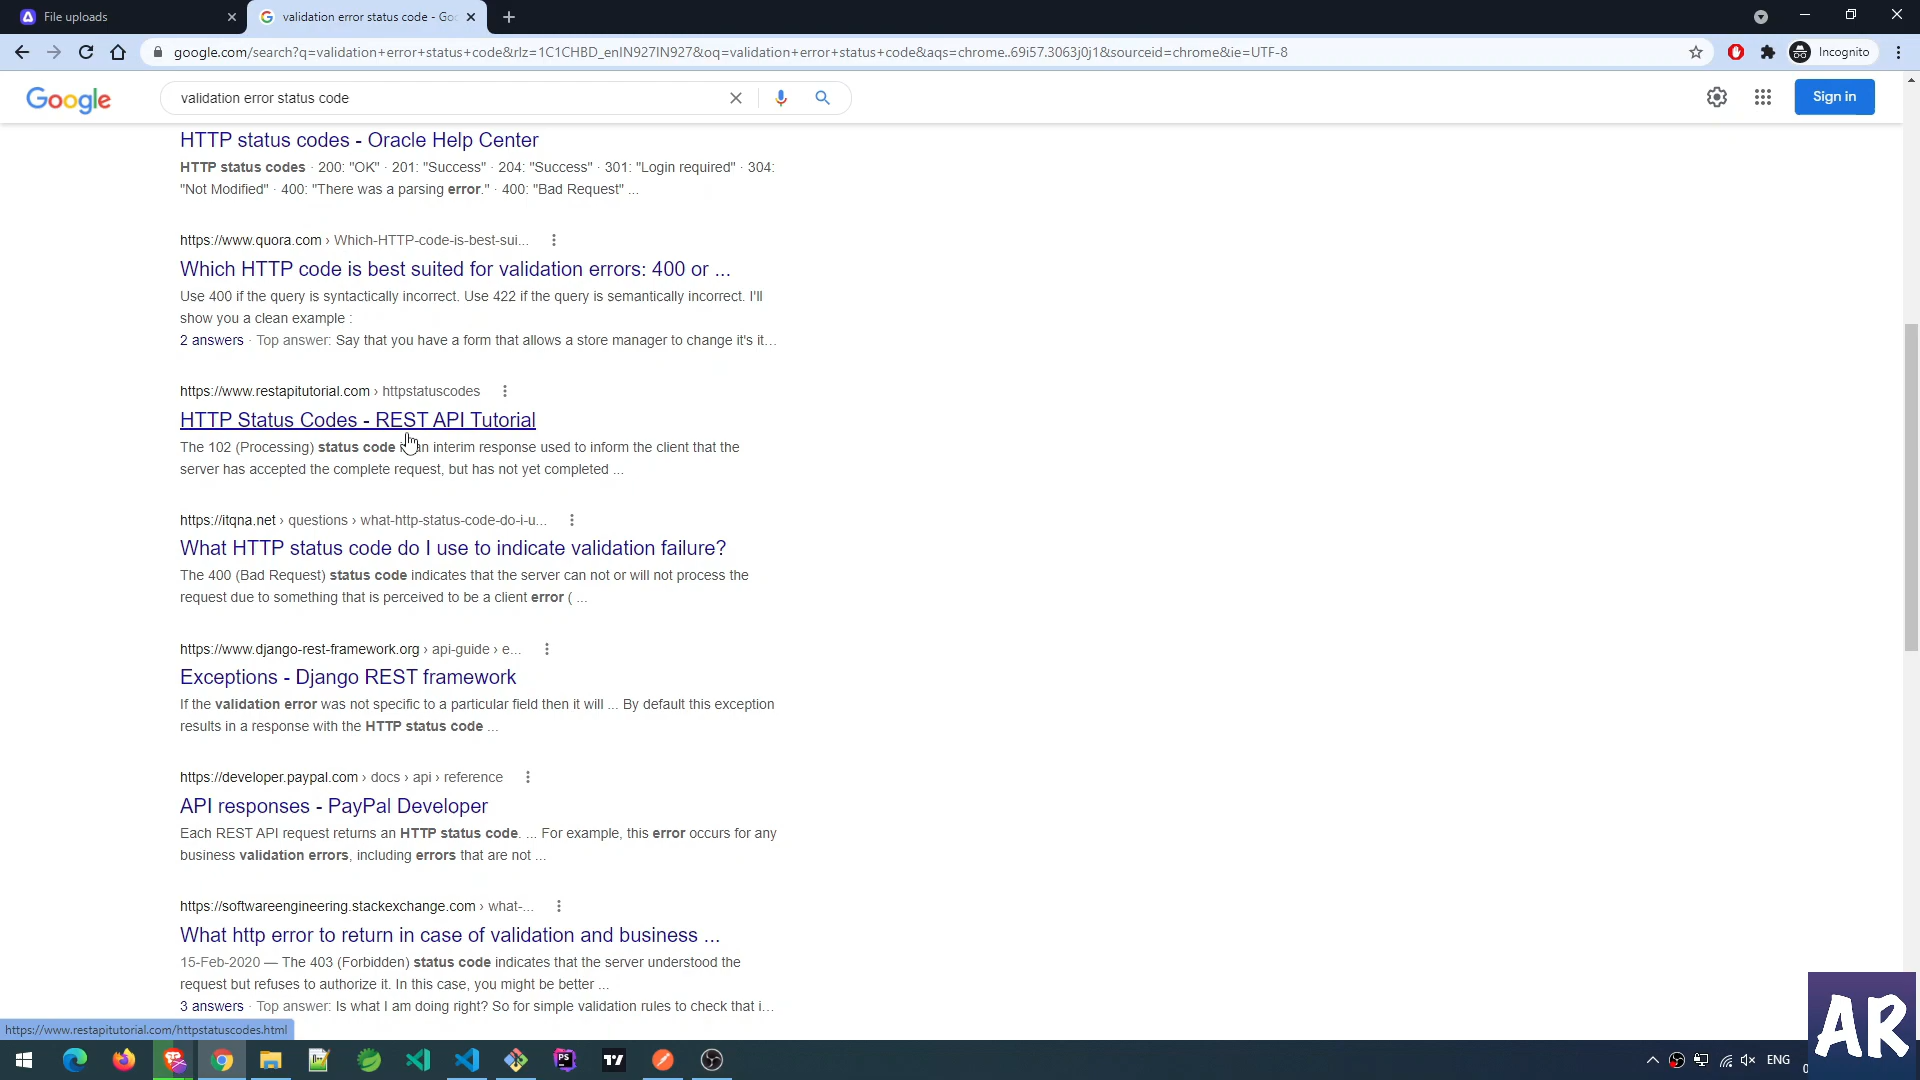 File uploads
validation error status code - Goo
google.com/search?q=validation+error+status+code&rlz=1C1CHBD_enIN927IN927&oq=validation+error+status+code&aqs=chrome..69i57.3063j0j1&sourceid=chrome&ie=UTF-8
Incognito
Google
validation error status code
Sign in
HTTP status codes - Oracle Help Center
HTTP status codes · 200: "OK" · 201: "Success" · 204: "Success" · 301: "Login required" · 304:
"Not Modified" · 400: "There was a parsing error." · 400: "Bad Request" ...
https://www.quora.com › Which-HTTP-code-is-best-sui...
Which HTTP code is best suited for validation errors: 400 or ...
Use 400 if the query is syntactically incorrect. Use 422 if the query is semantically incorrect. I'll
show you a clean example :
2 answers · Top answer: Say that you have a form that allows a store manager to change it's it...
https://www.restapitutorial.com › httpstatuscodes
HTTP Status Codes - REST API Tutorial
The 102 (Processing) status code an interim response used to inform the client that the
server has accepted the complete request, but has not yet completed ...
https://itqna.net › questions › what-http-status-code-do-i-u...
What HTTP status code do I use to indicate validation failure?
The 400 (Bad Request) status code indicates that the server can not or will not process the
request due to something that is perceived to be a client error ( ...
https://www.django-rest-framework.org › api-guide › e...
Exceptions - Django REST framework
If the validation error was not specific to a particular field then it will ... By default this exception
results in a response with the HTTP status code ...
https://developer.paypal.com › docs › api › reference
API responses - PayPal Developer
Each REST API request returns an HTTP status code. ... For example, this error occurs for any
business validation errors, including errors that are not ...
https://softwareengineering.stackexchange.com › what-...
What http error to return in case of validation and business ...
15-Feb-2020 — The 403 (Forbidden) status code indicates that the server understood the
request but refuses to authorize it. In this case, you might be better ...
3 answers · Top answer: Is what I am doing right? So for simple validation rules to check that i...
https://www.restapitutorial.com/httpstatuscodes.html
PS
ENG
AR